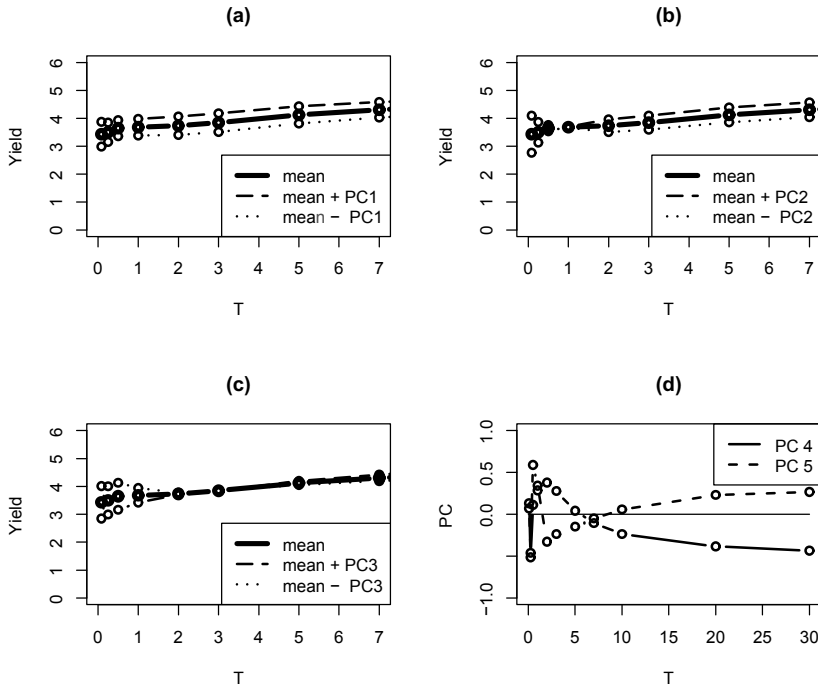 (a)
Yield
6
5
4
3
2
1
0
mean
mean + PC1
mean − PC1
0 1 2 3 4 5 6 7
T
(b)
Yield
6
5
4
3
2
1
0
mean
mean + PC2
mean − PC2
0 1 2 3 4 5 6 7
T
(c)
Yield
6
5
4
3
2
1
0
mean
mean + PC3
mean − PC3
0 1 2 3 4 5 6 7
T
(d)
PC
1.0
0.5
0.0
−1.0
PC 4
PC 5
0 5 10 15 20 25 30
T